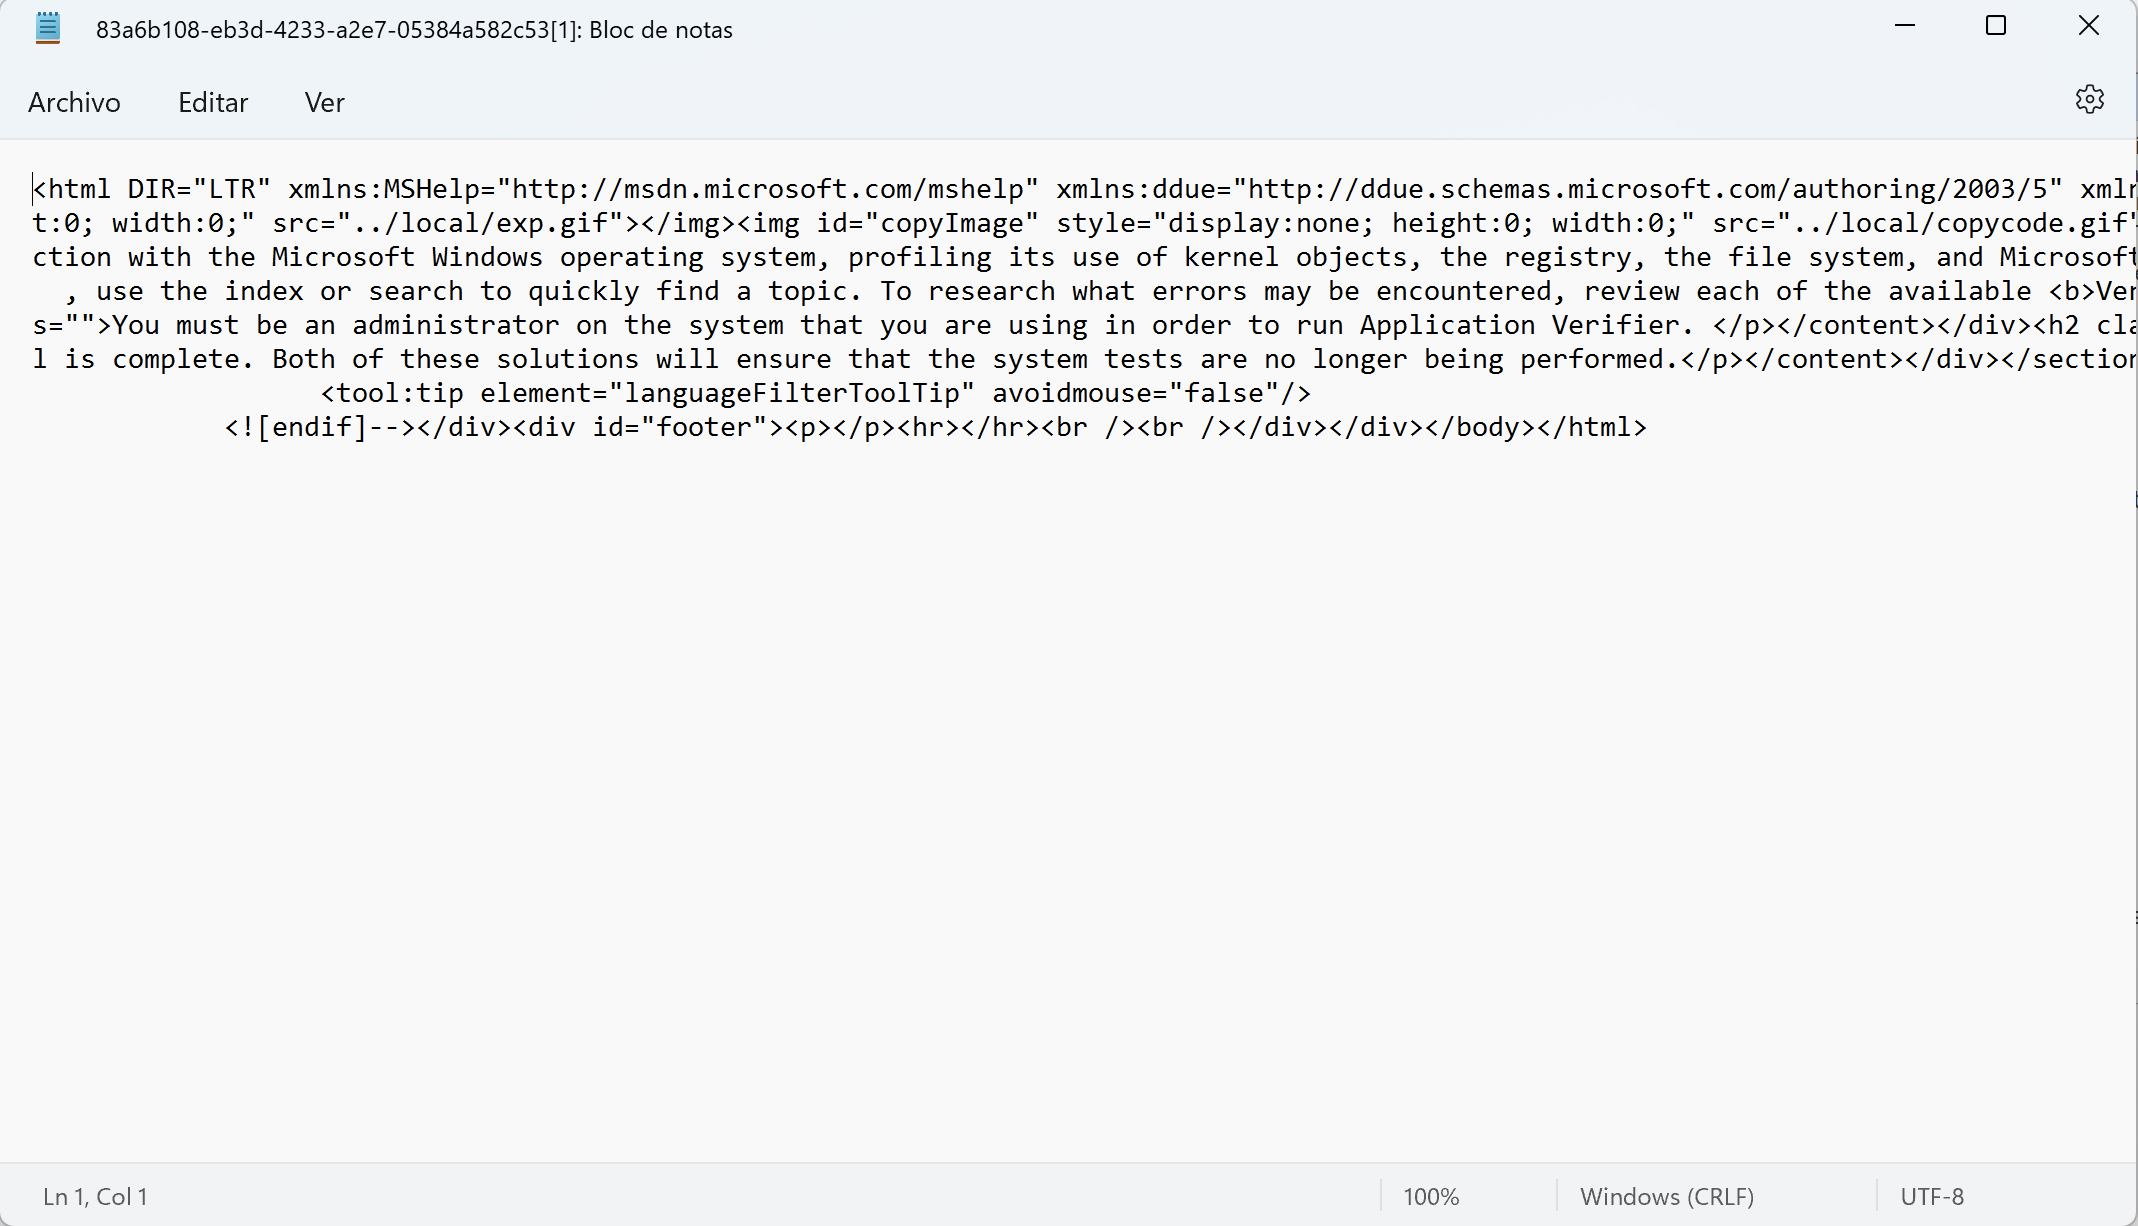 83a6b108-eb3d-4233-a2e7-05384a582c53[1]: Bloc de notas
Archivo Editar Ver
<html DIR="LTR" xmlns:MSHelp="http://msdn.microsoft.com/mshelp" xmlns:ddue="http://ddue.schemas.microsoft.com/authoring/2003/5"
t:0; width:0;" src="../local/exp.gif"></img><img id="copyImage" style="display:none; height:0; width:0;" src="../local/copycode.gif"
ction with the Microsoft Windows operating system, profiling its use of kernel objects, the registry, the file system, and Microsoft
, use the index or search to quickly find a topic. To research what errors may be encountered, review each of the available <b>Ver
s="">You must be an administrator on the system that you are using in order to run Application Verifier. </p></content></div><h2 cla
l is complete. Both of these solutions will ensure that the system tests are no longer being performed.</p></content></div></section
<tool:tip element="languageFilterToolTip" avoidmouse="false"/>
<![endif]--></div><div id="footer"><p></p><hr></hr><br /><br /></div></div></body></html>
Ln 1, Col 1 100% Windows (CRLF) UTF-8